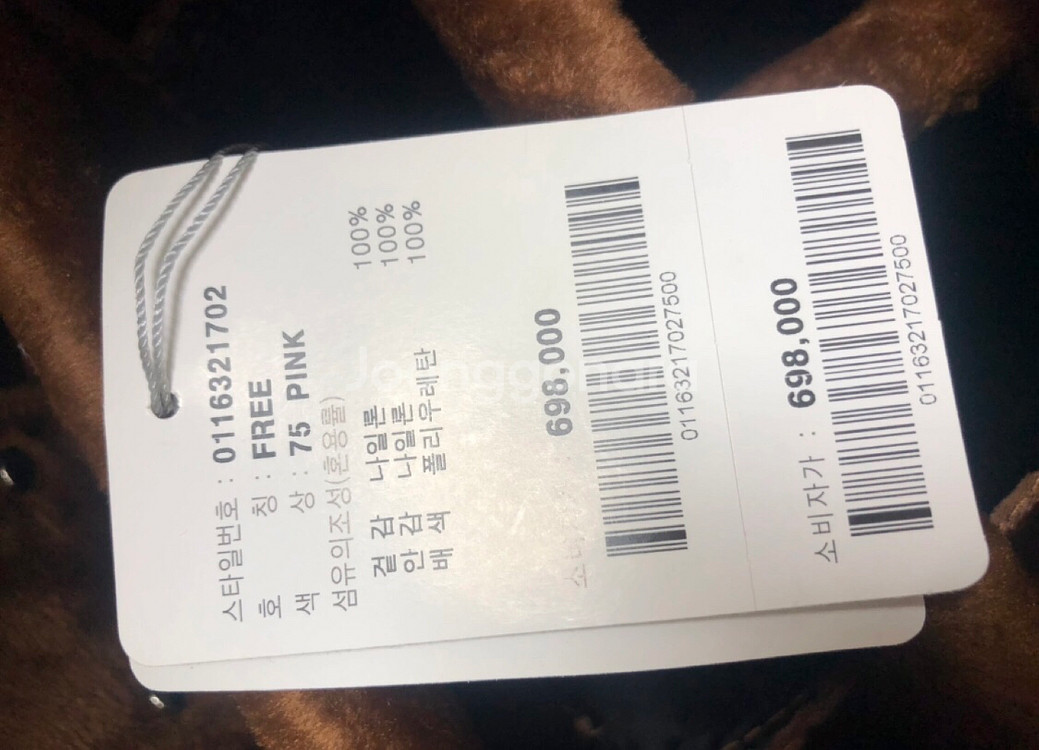 스타일번호 : 0116321702
호 칭 : FREE
색 상 : 75 PINK
섬유의조성(혼용률)
겉 감 나일론 100%
안 감 나일론 100%
배 색 폴리우레탄 100%
698,000
01163217027500
소비자가 : 698,000
01163217027500